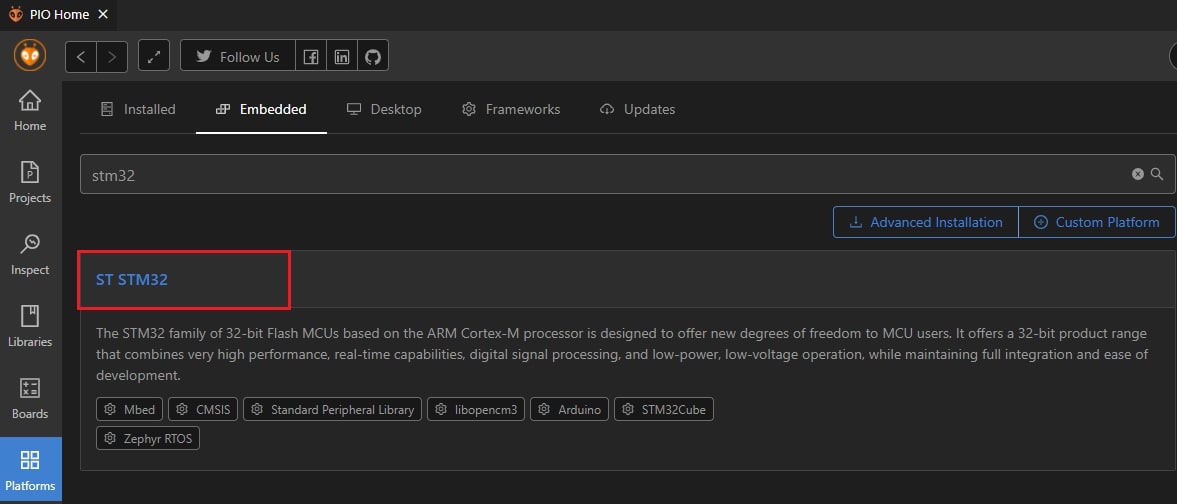 PIO Home
Follow Us
Home
Projects
Inspect
Libraries
Boards
Platforms
Installed Embedded Desktop Frameworks Updates
stm32
Advanced Installation Custom Platform
ST STM32
The STM32 family of 32-bit Flash MCUs based on the ARM Cortex-M processor is designed to offer new degrees of freedom to MCU users. It offers a 32-bit product range
that combines very high performance, real-time capabilities, digital signal processing, and low-power, low-voltage operation, while maintaining full integration and ease of
development.
Mbed CMSIS Standard Peripheral Library libopencm3 Arduino STM32Cube
Zephyr RTOS